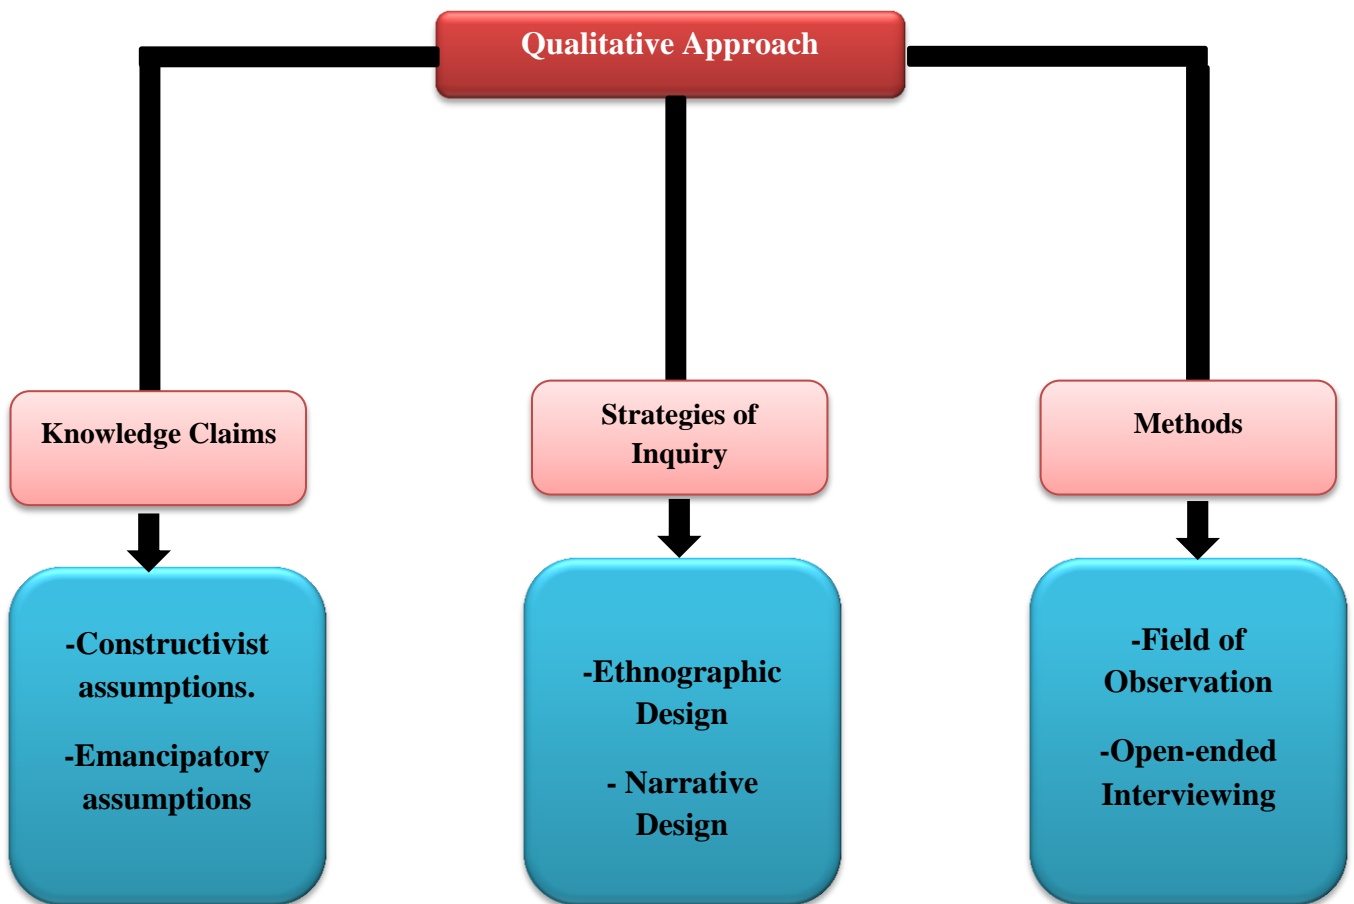 Qualitative Approach
Knowledge Claims
Strategies of
Inquiry
Methods
-Constructivist
assumptions.
-Emancipatory
assumptions
-Ethnographic
Design
- Narrative
Design
-Field of
Observation
-Open-ended
Interviewing